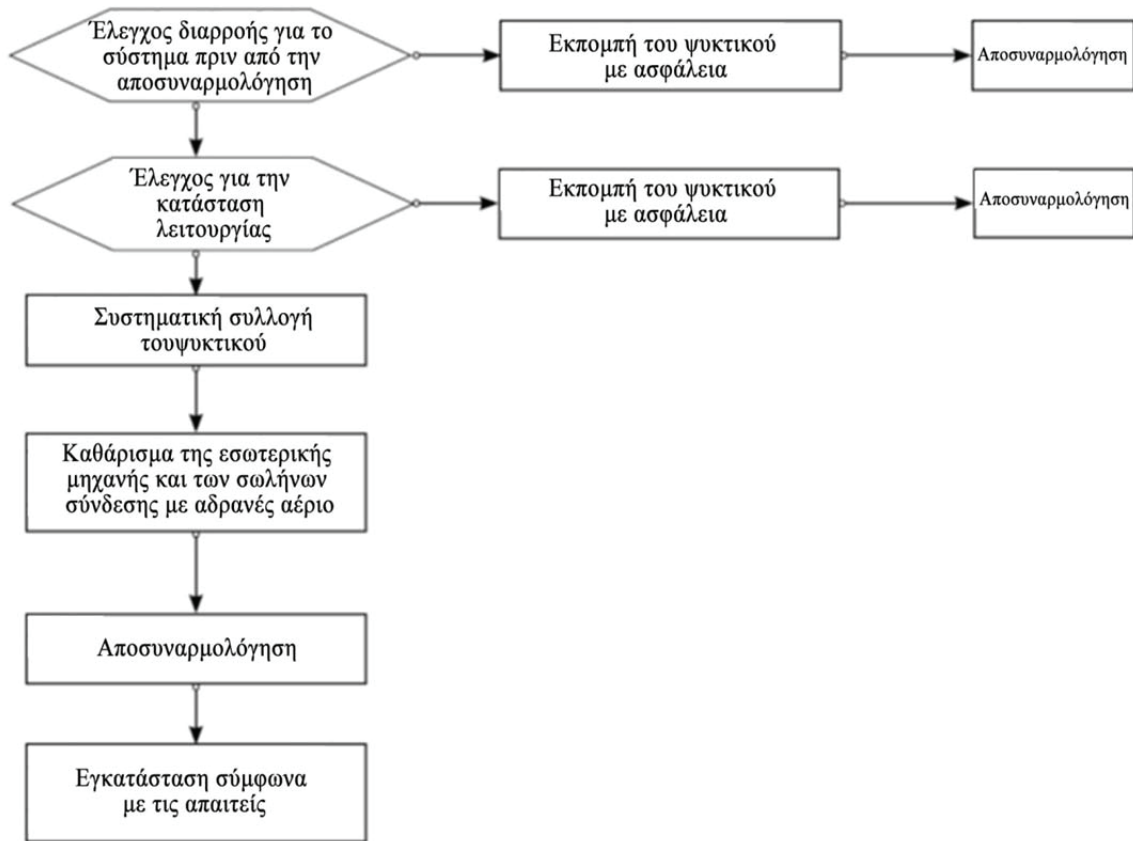 Έλεγχος διαρροής για το
σύστημα πριν από την
αποσυναρμολόγηση
Εκπομπή του ψυκτικού
με ασφάλεια
Αποσυναρμολόγηση
Έλεγχος για την
κατάσταση
λειτουργίας
Εκπομπή του ψυκτικού
με ασφάλεια
Αποσυναρμολόγηση
Συστηματική συλλογή
τουψυκτικού
Καθάρισμα της εσωτερικής
μηχανής και των σωλήνων
σύνδεσης με αδρανές αέριο
Αποσυναρμολόγηση
Εγκατάσταση σύμφωνα
με τις απαιτείς